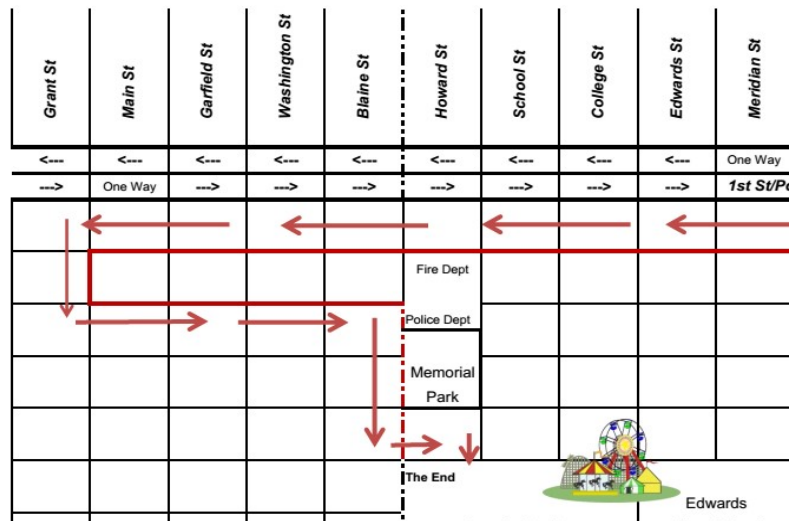 Grant St
Main St
Garfield St
Washington St
Blaine St
Howard St
School St
College St
Edwards St
Meridian St
<--- <--- <--- <--- <--- <--- <--- <--- <--- One Way
---> One Way ---> ---> ---> ---> ---> ---> ---> 1st St/Po
Fire Dept
Police Dept
Memorial
Park
The End
Edwards